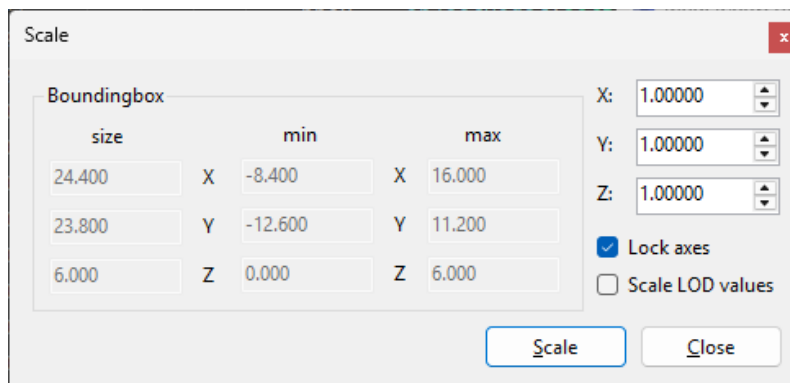 Scale
x
Boundingbox
size min max
24.400 X -8.400 X 16.000
23.800 Y -12.600 Y 11.200
6.000 Z 0.000 Z 6.000
X: 1.00000
Y: 1.00000
Z: 1.00000
Lock axes
Scale LOD values
Scale Close